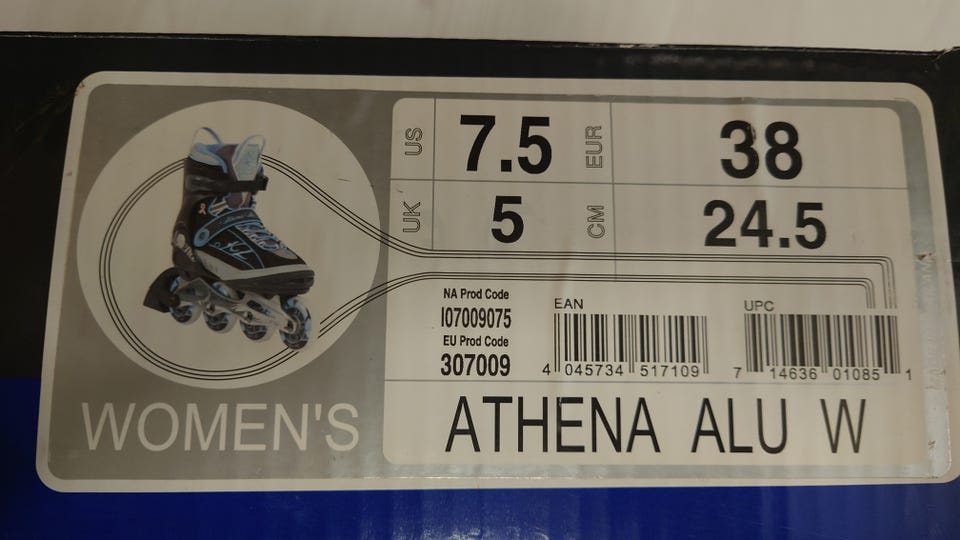 US 7.5 EUR 38
UK 5 CM 24.5
NA Prod Code
I07009075
EU Prod Code
307009
EAN
4 045734 517109
UPC
7 14636 01085 1
WOMEN'S
ATHENA ALU W